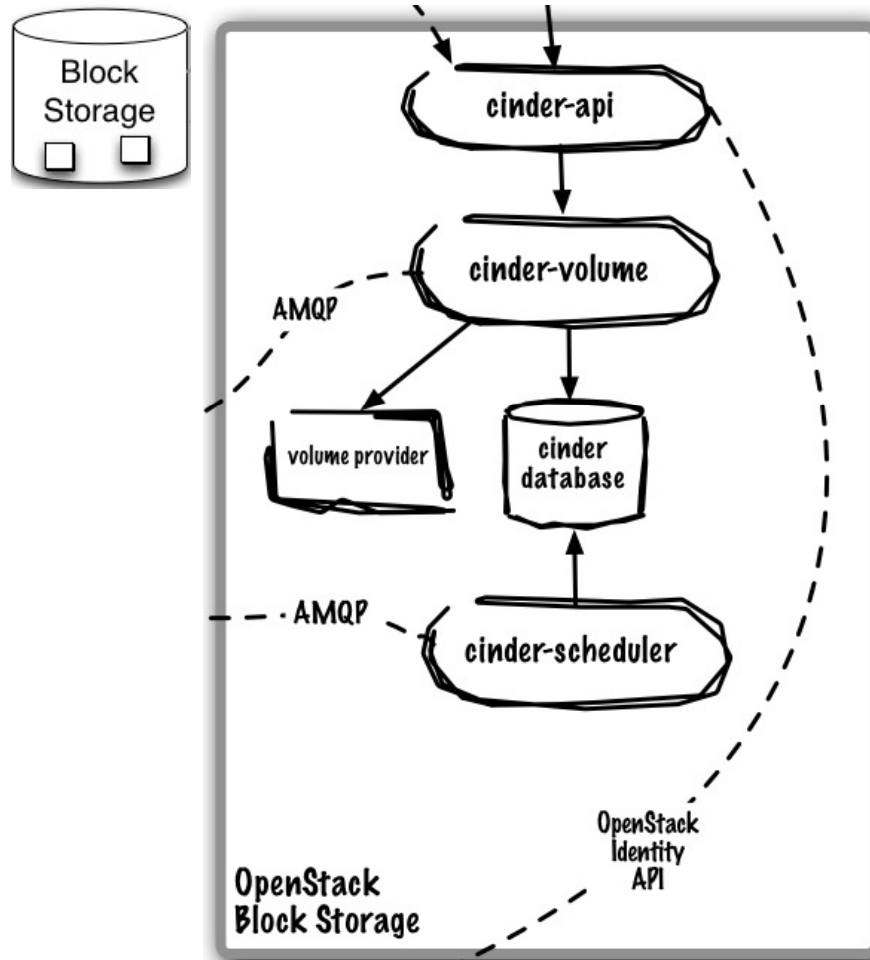 Block
Storage
cinder-api
cinder-volume
AMQP
volume provider
cinder
database
AMQP
cinder-scheduler
OpenStack
Identity
API
OpenStack
Block Storage